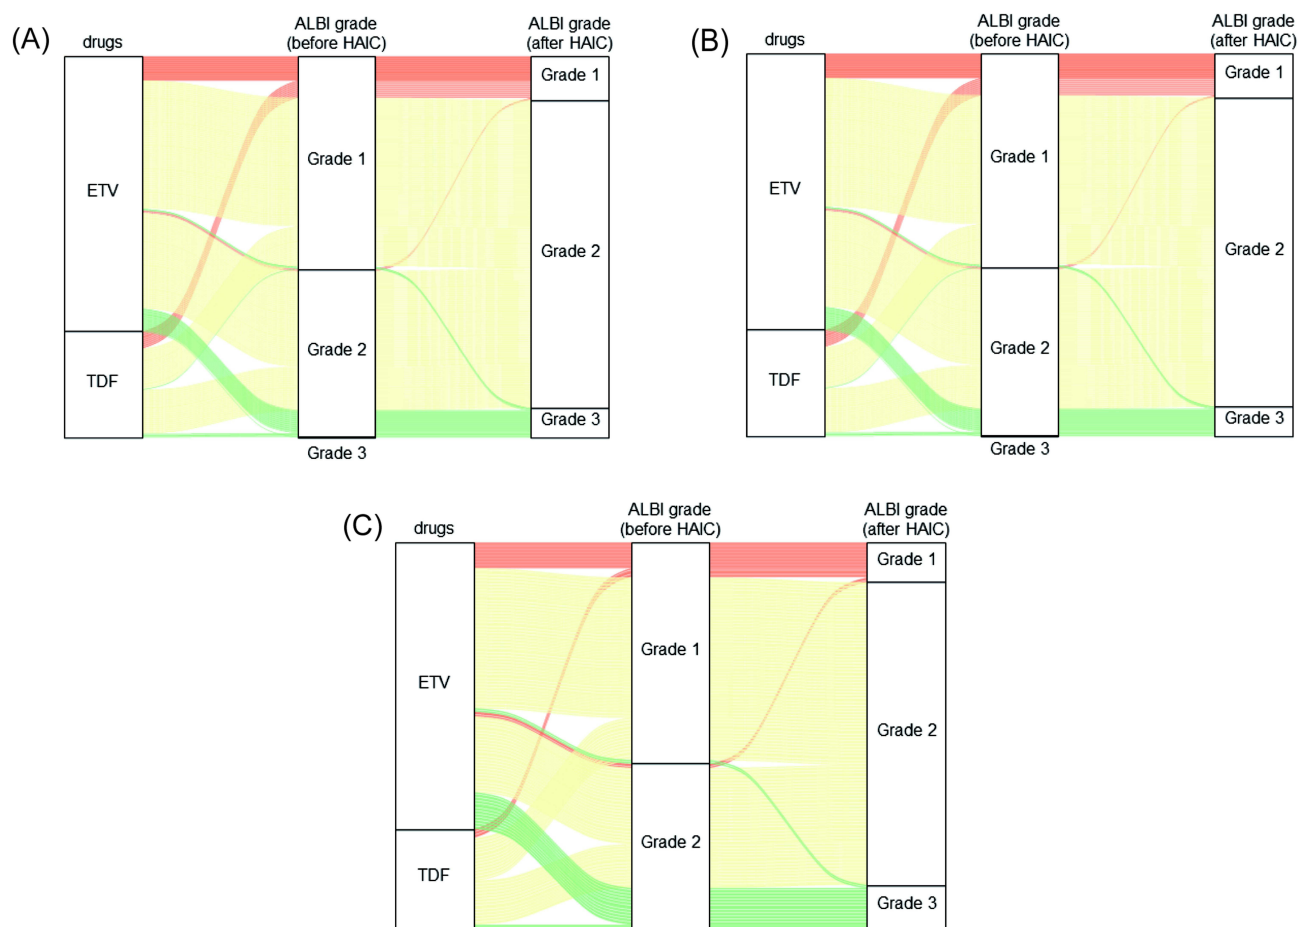 (A)
drugs
ALBI grade
(before HAIC)
ALBI grade
(after HAIC)
ETV
TDF
Grade 1
Grade 2
Grade 3
Grade 1
Grade 2
Grade 3
(B)
drugs
ALBI grade
(before HAIC)
ALBI grade
(after HAIC)
ETV
TDF
Grade 1
Grade 2
Grade 3
Grade 1
Grade 2
Grade 3
(C)
drugs
ALBI grade
(before HAIC)
ALBI grade
(after HAIC)
ETV
TDF
Grade 1
Grade 2
Grade 1
Grade 2
Grade 3